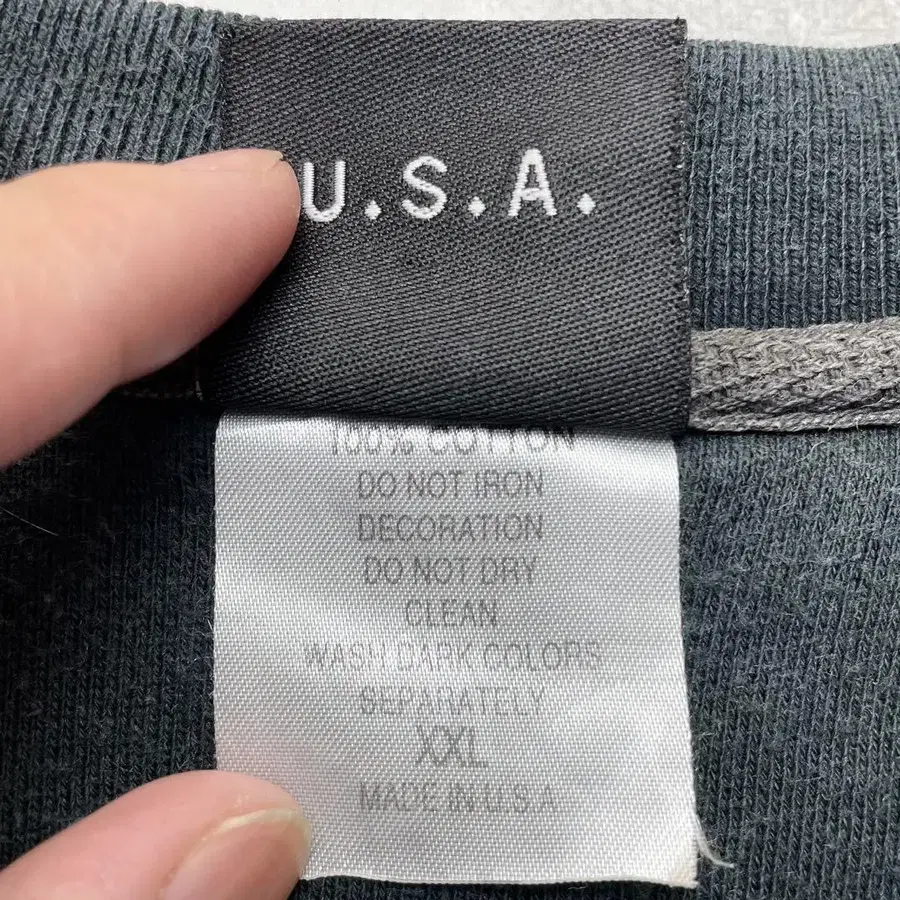 U.S.A.
100% COTTON
DO NOT IRON
DECORATION
DO NOT DRY
CLEAN
WASH DARK COLORS
SEPARATELY
XXL
MADE IN U.S.A